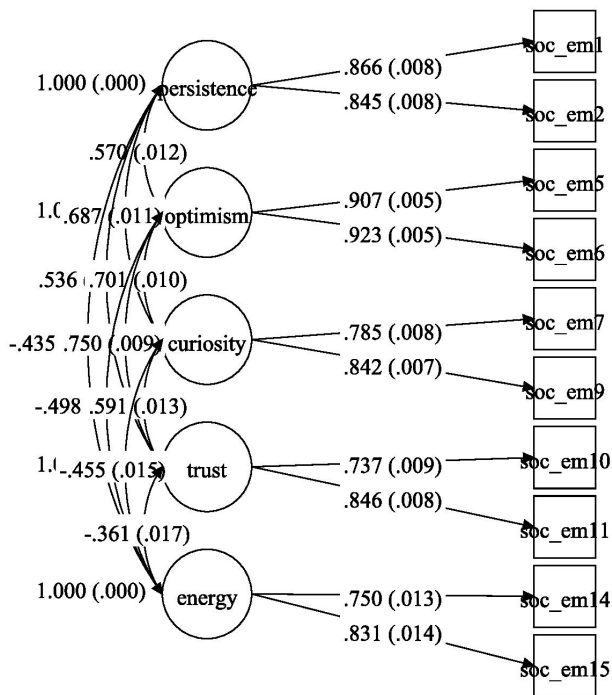 soc_em1
1.000 (.000) persistence .866 (.008)
.845 (.008) soc_em2
.570 (.012)
soc_em5
.907 (.005)
.687 (.011) optimism
.923 (.005) soc_em6
.536 .701 (.010)
.785 (.008) soc_em7
-.435 .750 (.009) curiosity
.842 (.007) soc_em9
-.498 .591 (.013)
.737 (.009) soc_em10
-.455 (.015) trust
.846 (.008) soc_em11
-.361 (.017)
1.000 (.000) energy .750 (.013) soc_em14
.831 (.014) soc_em15